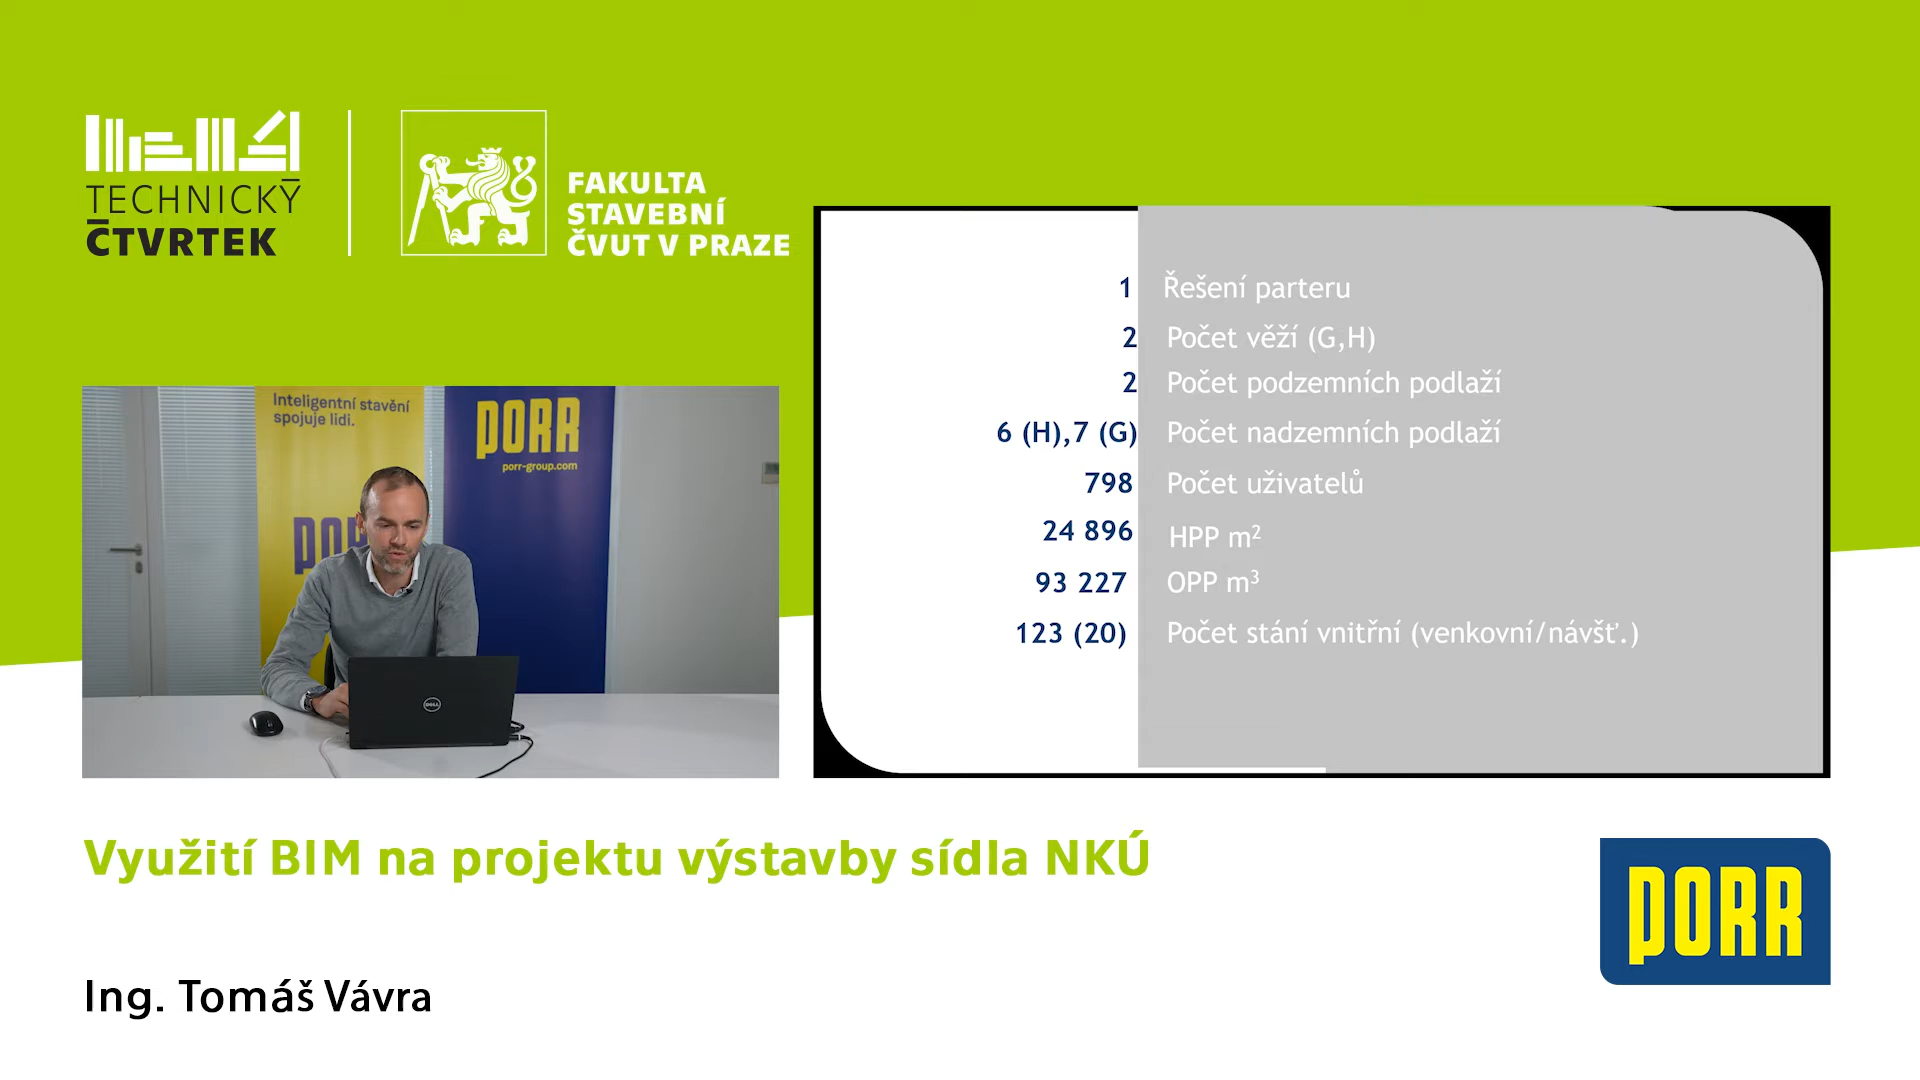 TECHNICKÝ
ČTVRTEK
FAKULTA
STAVEBNÍ
ČVUT V PRAZE
Inteligentní stavění
spojuje lidi.
PORR
porr-group.com
PORR
DELL
1 Řešení parteru
2 Počet věží (G,H)
2 Počet podzemních podlaží
6 (H),7 (G) Počet nadzemních podlaží
798 Počet uživatelů
24 896 HPP m²
93 227 OPP m³
123 (20) Počet stání vnitřní (venkovní/návšť.)
Využití BIM na projektu výstavby sídla NKÚ
Ing. Tomáš Vávra
PORR